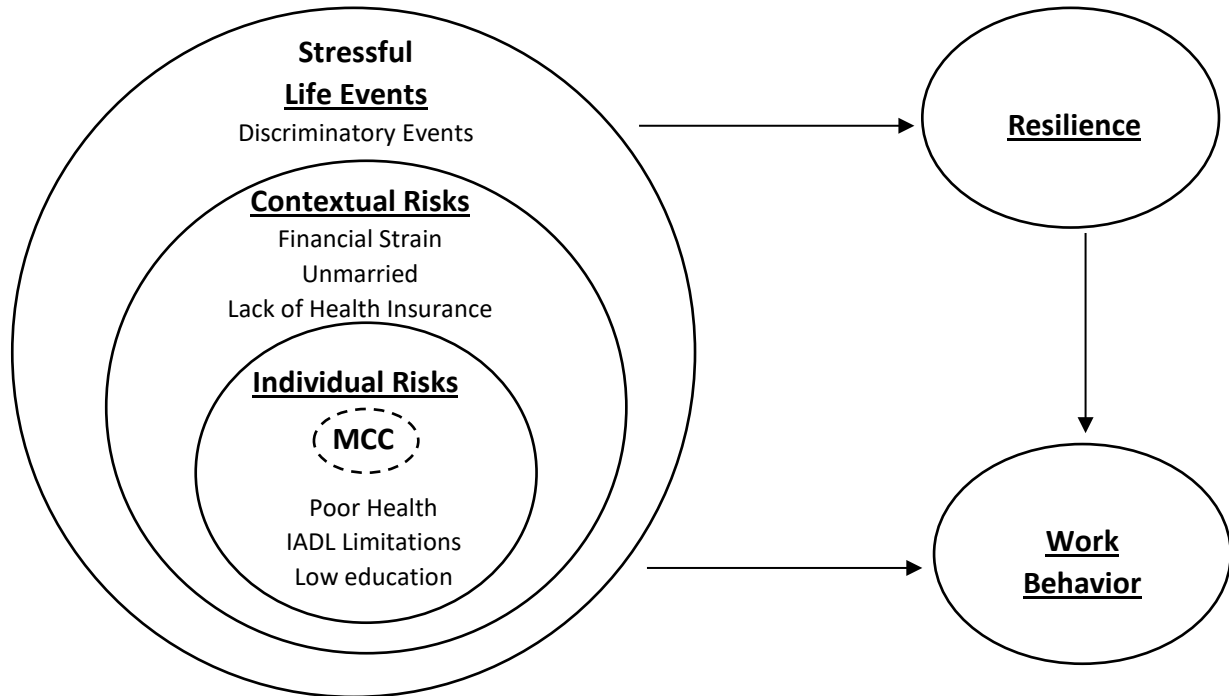 Stressful
Life Events
Discriminatory Events
Contextual Risks
Financial Strain
Unmarried
Lack of Health Insurance
Individual Risks
MCC
Poor Health
IADL Limitations
Low education
Resilience
Work
Behavior